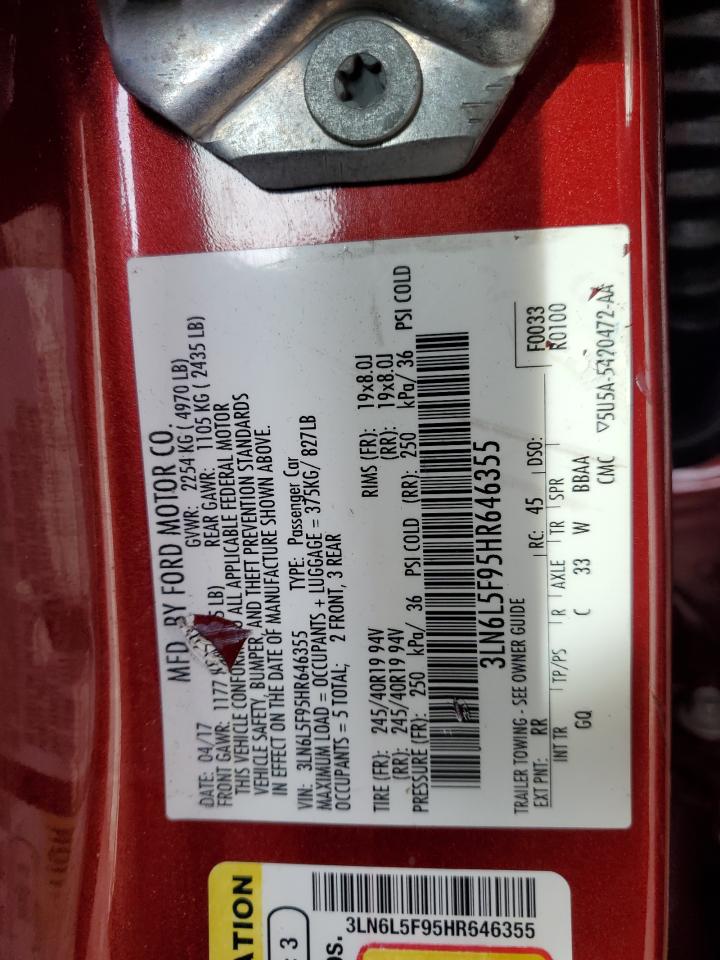 MFD. BY FORD MOTOR CO.
DATE: 04/17 GVWR: 2254 KG ( 4970 LB)
FRONT GAWR: 1177 LB) REAR GAWR: 1105 KG ( 2435 LB)
THIS VEHICLE ALL APPLICABLE FEDERAL MOTOR
VEHICLE SAFETY, BUMPER, AND THEFT PREVENTION STANDARDS
IN EFFECT ON THE DATE OF MANUFACTURE SHOWN ABOVE.
VIN: 3LN6L5F95HR646355 TYPE: Passenger Car
MAXIMUM LOAD = OCCUPANTS + LUGGAGE = 375KG/ 827LB
OCCUPANTS = 5 TOTAL; 2 FRONT, 3 REAR
TIRE (FR): 245/40R19 94V RIMS (FR): 19x8.0J
(RR): 245/40R19 94V (RR): 19x8.0J
PRESSURE (FR): 250 kPa/ 36 PSI COLD (RR): 250 kPa/ 36 PSI COLD
3LN6L5F95HR646355
TRAILER TOWING - SEE OWNER GUIDE F0033
EXT PNT: RR RC: 45 DSO: R0100
INT TR TP/PS R AXLE TR SPR
GQ C 33 W BBAA
CMC ▽5U5A-5420472-AA
ATION
3
3LN6L5F95HR646355